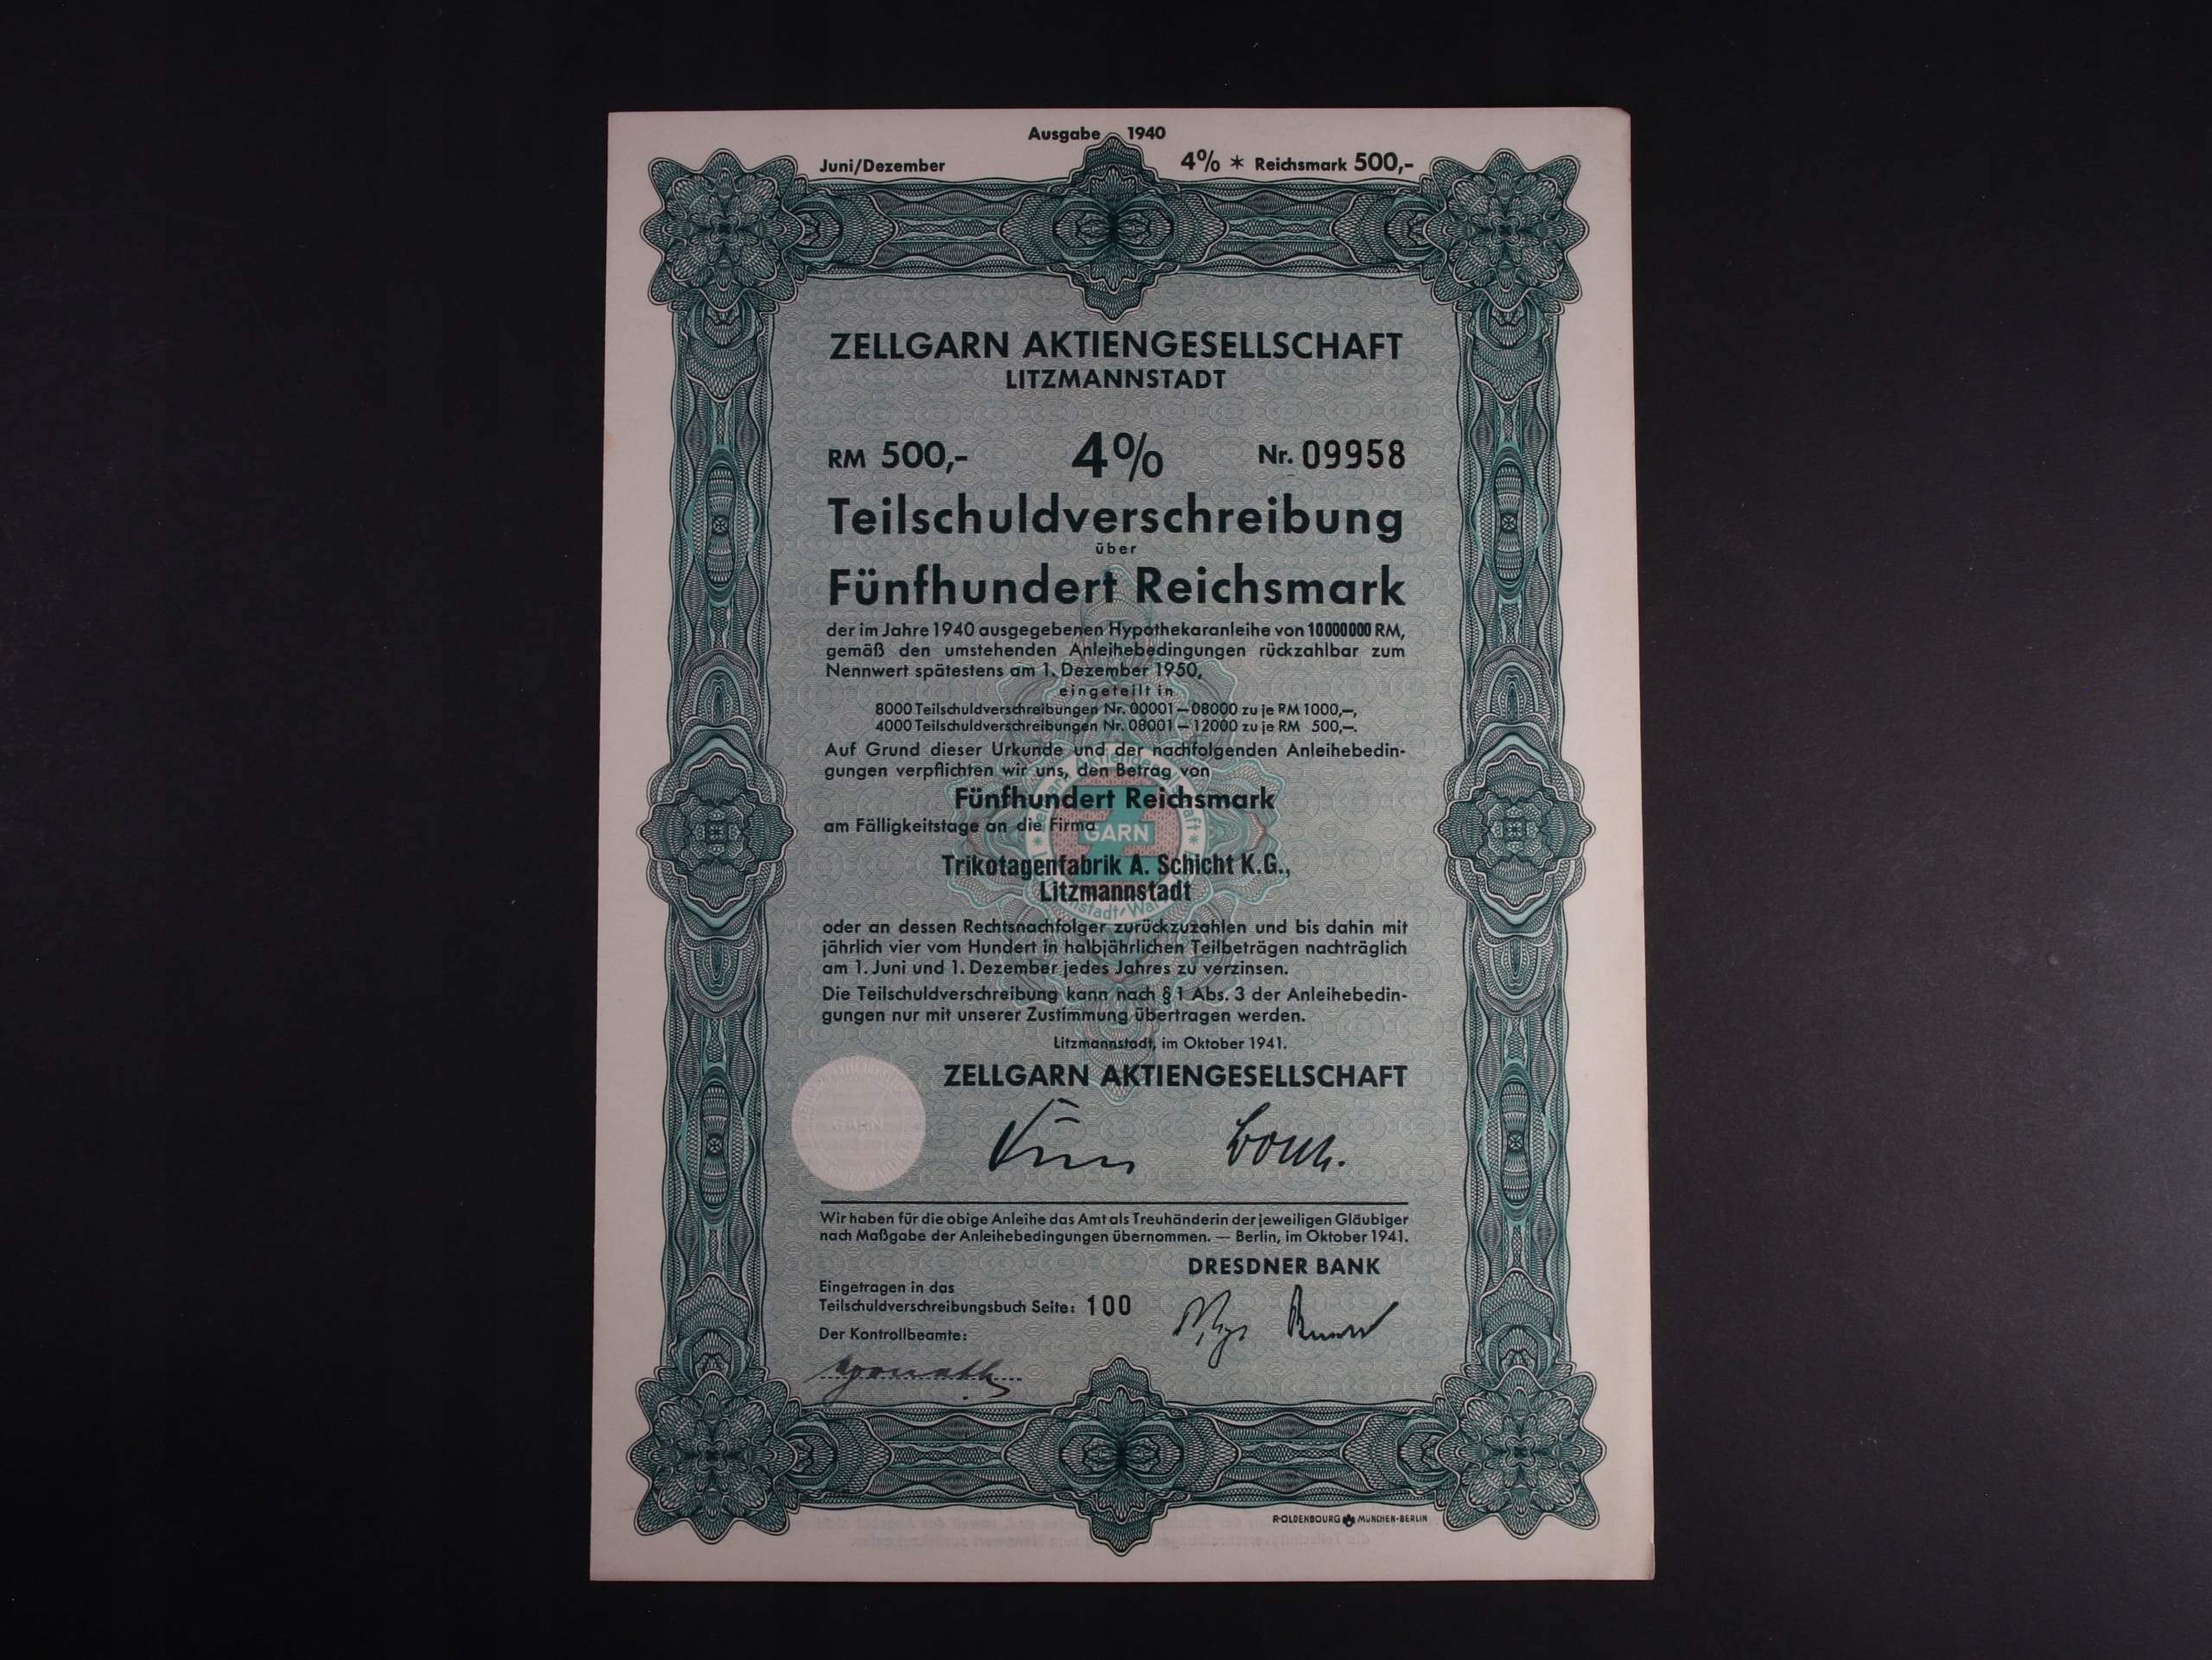 Ausgabe 1940
Juni/Dezember 4% * Reichsmark 500,-
ZELLGARN AKTIENGESELLSCHAFT
LITZMANNSTADT
RM 500,- 4% Nr. 09958
Teilschuldverschreibung
über
Fünfhundert Reichsmark
der im Jahre 1940 ausgegebenen Hypothekaranleihe von 10000000 RM,
gemäß den umstehenden Anleihebedingungen rückzahlbar zum
Nennwert spätestens am 1. Dezember 1950,
eingeteilt in
8000 Teilschuldverschreibungen Nr. 00001—08000 zu je RM 1000,—,
4000 Teilschuldverschreibungen Nr. 08001—12000 zu je RM 500,—.
Auf Grund dieser Urkunde und der nachfolgenden Anleihebedin-
gungen verpflichten wir uns, den Betrag von
Fünfhundert Reichsmark
am Fälligkeitstage an die Firma
GARN
Trikotagenfabrik A. Schicht K.G.,
Litzmannstadt
oder an dessen Rechtsnachfolger zurückzuzahlen und bis dahin mit
jährlich vier vom Hundert in halbjährlichen Teilbeträgen nachträglich
am 1. Juni und 1. Dezember jedes Jahres zu verzinsen.
Die Teilschuldverschreibung kann nach § 1 Abs. 3 der Anleihebedin-
gungen nur mit unserer Zustimmung übertragen werden.
Litzmannstadt, im Oktober 1941.
ZELLGARN AKTIENGESELLSCHAFT
GARN
Wir haben für die obige Anleihe das Amt als Treuhänderin der jeweiligen Gläubiger
nach Maßgabe der Anleihebedingungen übernommen. — Berlin, im Oktober 1941.
DRESDNER BANK
Eingetragen in das
Teilschuldverschreibungsbuch Seite: 100
Der Kontrollbeamte:
R·OLDENBOURG MÜNCHEN-BERLIN